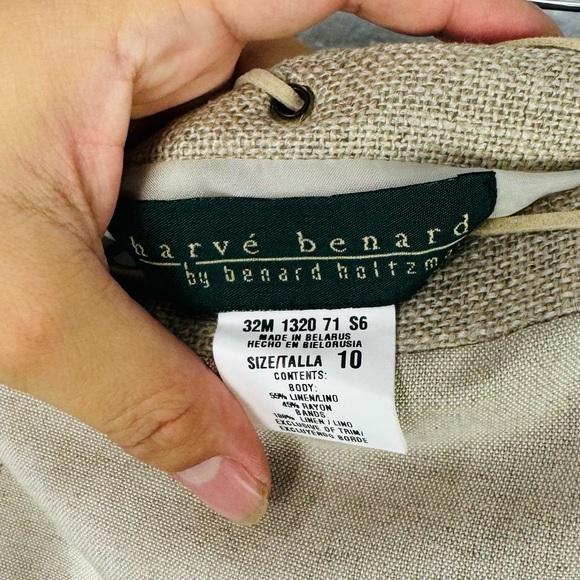 harvé benard
by benard holtzma
32M 1320 71 S6
MADE IN BELARUS
HECHO EN BIELORUSIA
SIZE/TALLA 10
CONTENTS:
BODY:
55% LINEN/LINO
45% RAYON
BANDS
100% LINEN / LINO
EXCLUSIVE OF TRIM/
EXCLUYENDO BORDE